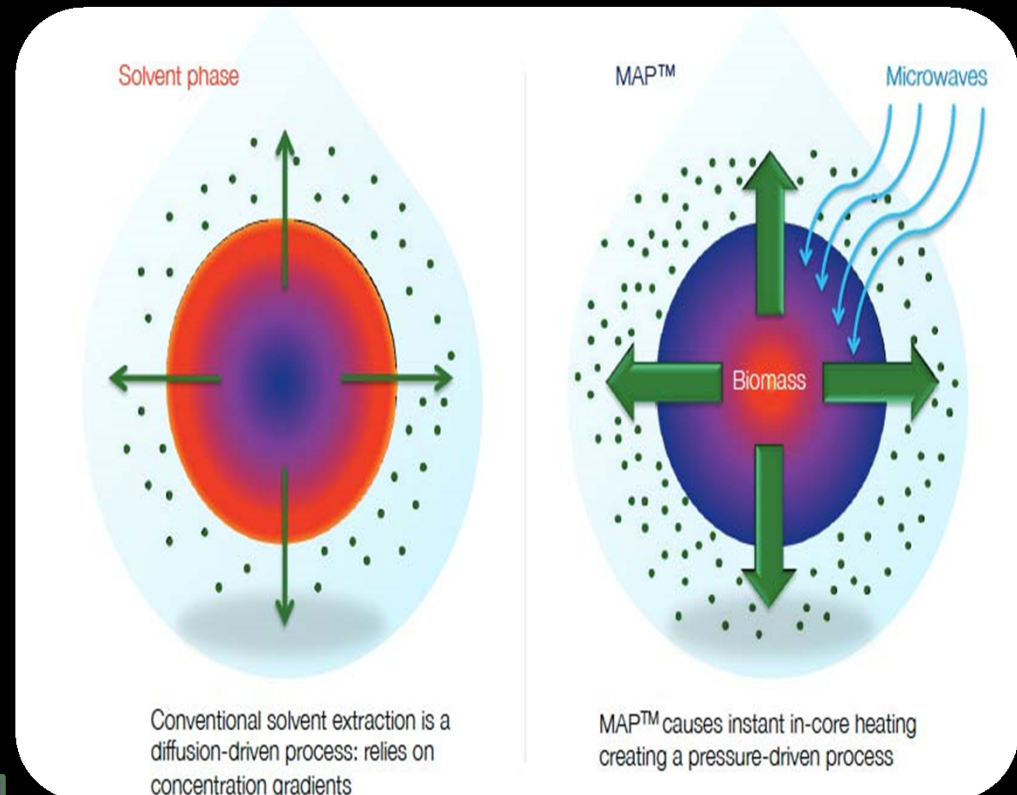 Solvent phase
MAP™
Microwaves
Biomass
Conventional solvent extraction is a
diffusion-driven process: relies on
concentration gradients
MAP™ causes instant in-core heating
creating a pressure-driven process